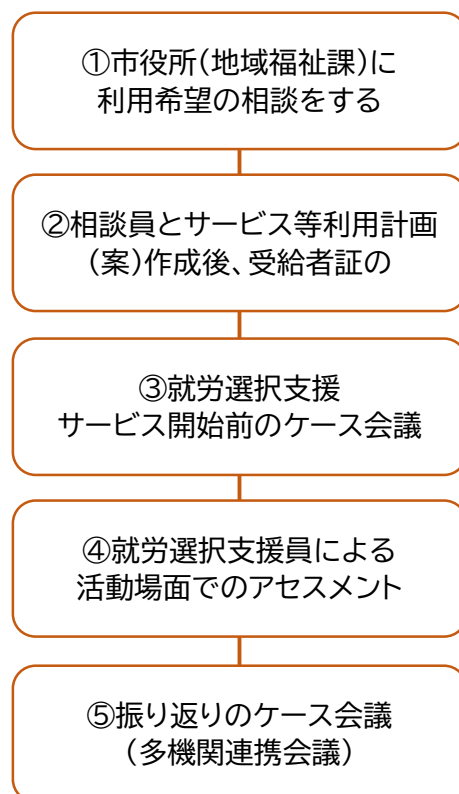 ①市役所（地域福祉課）に
利用希望の相談をする
②相談員とサービス等利用計画
（案）作成後、受給者証の
③就労選択支援
サービス開始前のケース会議
④就労選択支援員による
活動場面でのアセスメント
⑤振り返りのケース会議
（多機関連携会議）